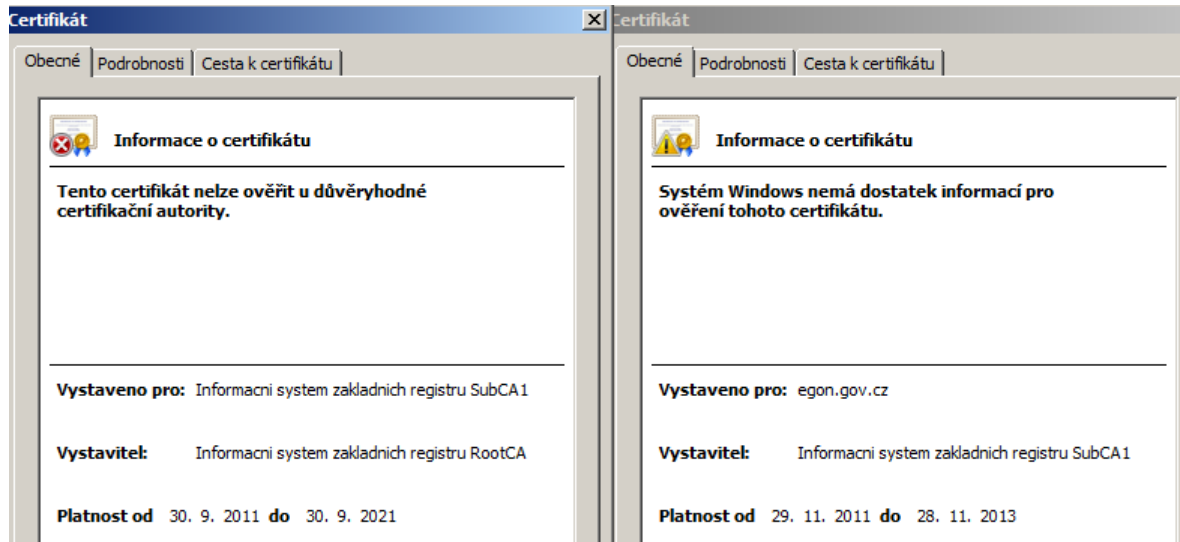 Certifikát
Obecné Podrobnosti Cesta k certifikátu
Informace o certifikátu
Tento certifikát nelze ověřit u důvěryhodné
certifikační autority.
Vystaveno pro: Informacni system zakladnich registru SubCA1
Vystavitel: Informacni system zakladnich registru RootCA
Platnost od 30. 9. 2011 do 30. 9. 2021
Certifikát
Obecné Podrobnosti Cesta k certifikátu
Informace o certifikátu
Systém Windows nemá dostatek informací pro
ověření tohoto certifikátu.
Vystaveno pro: egon.gov.cz
Vystavitel: Informacni system zakladnich registru SubCA1
Platnost od 29. 11. 2011 do 28. 11. 2013